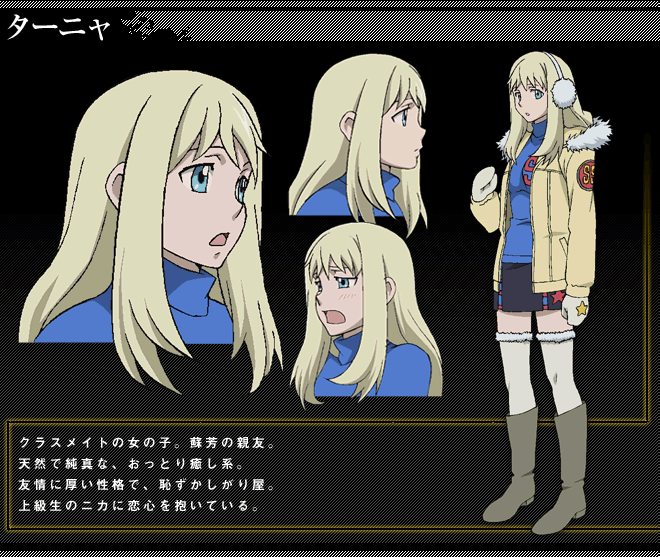 ターニャ
S
SS
クラスメイトの女の子。蘇芳の親友。
天然で純真な、おっとり癒し系。
友情に厚い性格で、恥ずかしがり屋。
上級生のニカに恋心を抱いている。